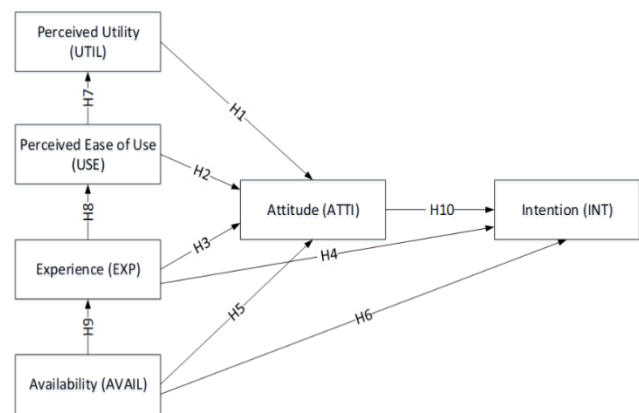 Perceived Utility
(UTIL)
H7
H1
Perceived Ease of Use
(USE)
H2
H8
Attitude (ATTI)
H10
Intention (INT)
H3
Experience (EXP)
H4
H9
H5
H6
Availability (AVAIL)